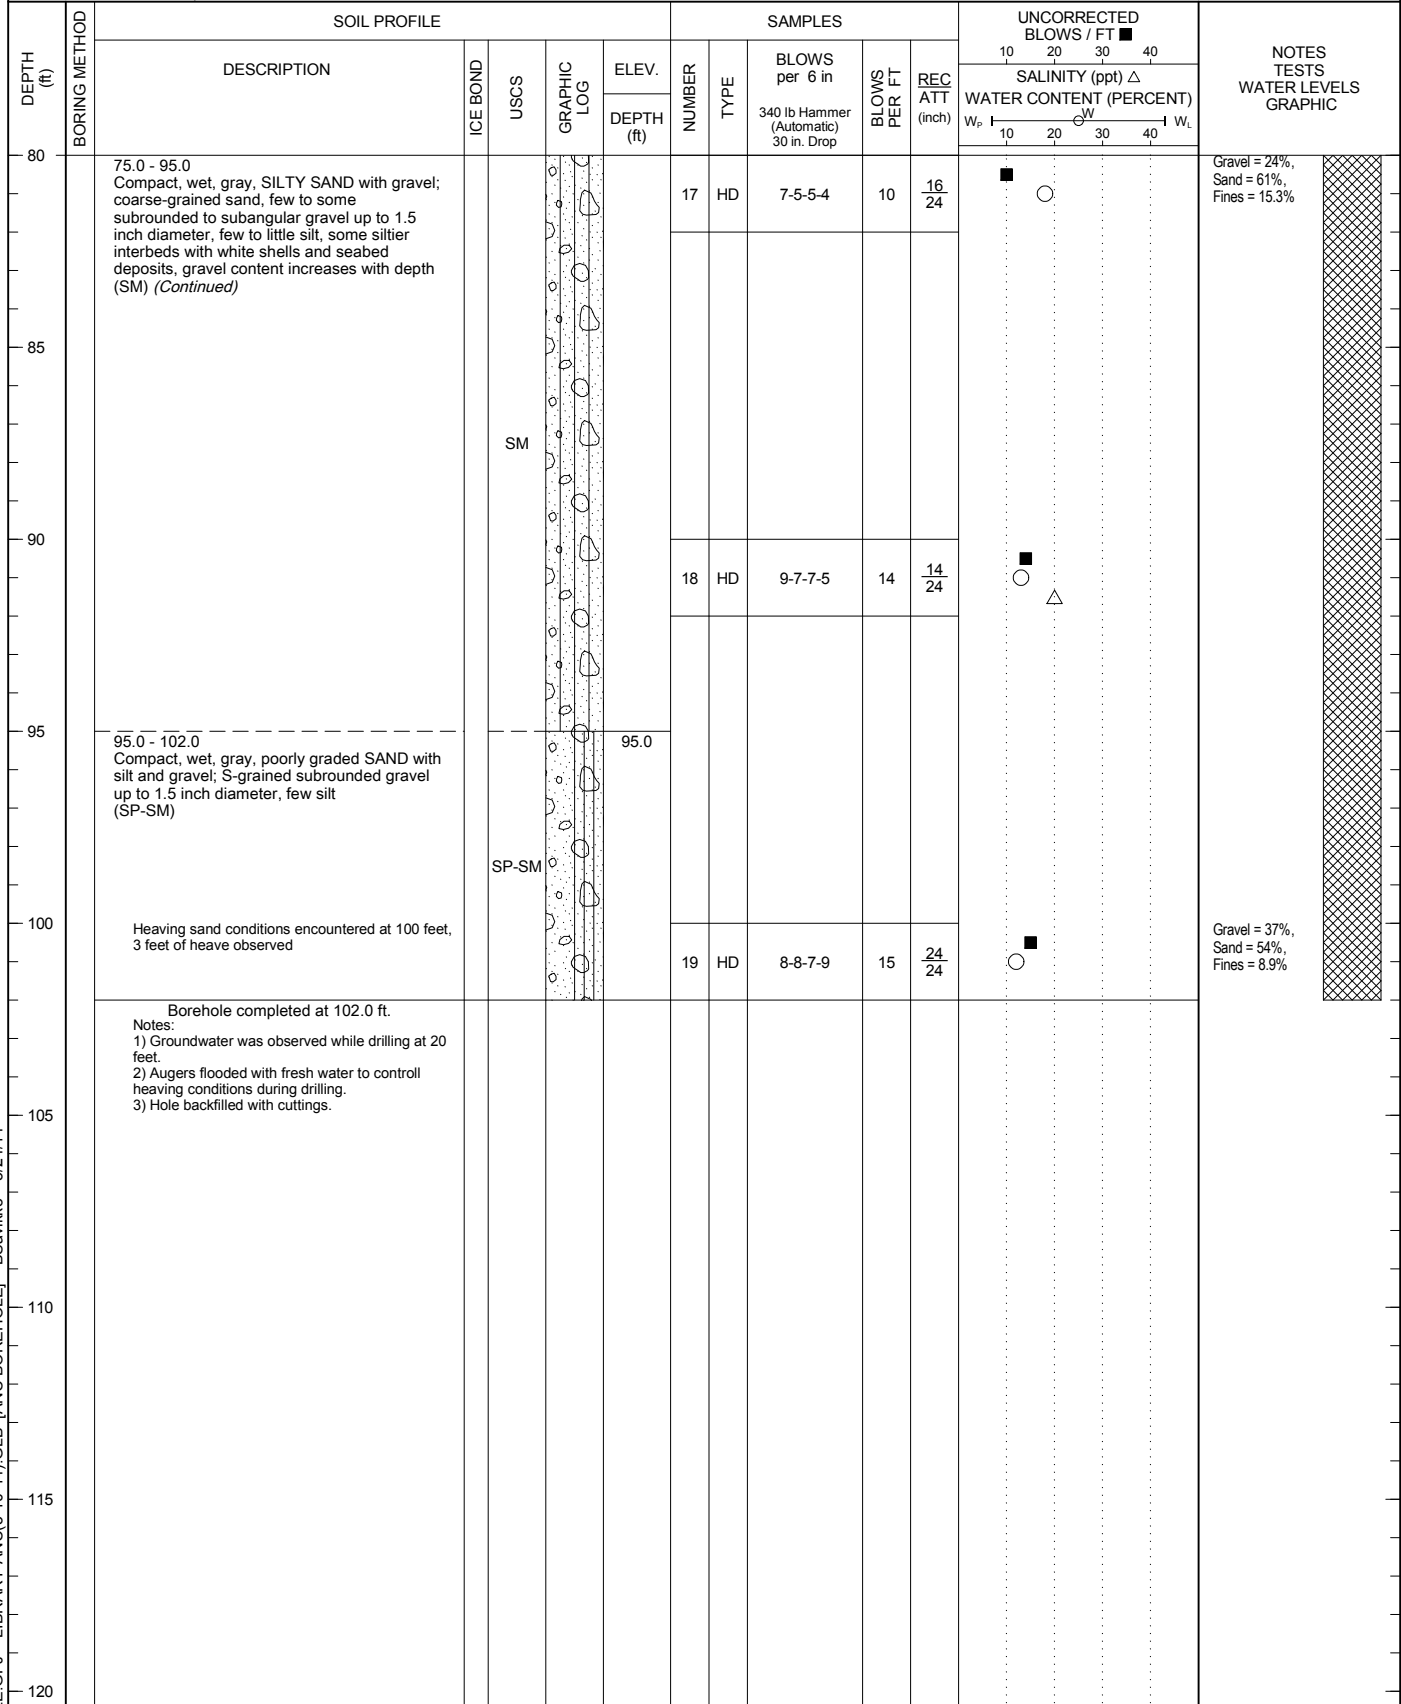 DEPTH
(ft)
BORING METHOD
SOIL PROFILE
DESCRIPTION
ICE BOND
USCS
GRAPHIC
LOG
ELEV.
DEPTH
(ft)
SAMPLES
NUMBER
TYPE
BLOWS
per 6 in
340 lb Hammer
(Automatic)
30 in. Drop
BLOWS
PER FT
REC
ATT
(inch)
UNCORRECTED
BLOWS / FT ■
10 20 30 40
SALINITY (ppt) △
WATER CONTENT (PERCENT)
Wₚ W W_L
10 20 30 40
NOTES
TESTS
WATER LEVELS
GRAPHIC
80
75.0 - 95.0
Compact, wet, gray, SILTY SAND with gravel;
coarse-grained sand, few to some
subrounded to subangular gravel up to 1.5
inch diameter, few to little silt, some siltier
interbeds with white shells and seabed
deposits, gravel content increases with depth
(SM) (Continued)
17 HD 7-5-5-4 10 16
24
Gravel = 24%,
Sand = 61%,
Fines = 15.3%
85
SM
90
18 HD 9-7-7-5 14 14
24
95
95.0 - 102.0
Compact, wet, gray, poorly graded SAND with
silt and gravel; S-grained subrounded gravel
up to 1.5 inch diameter, few silt
(SP-SM)
95.0
SP-SM
100
Heaving sand conditions encountered at 100 feet,
3 feet of heave observed
19 HD 8-8-7-9 15 24
24
Gravel = 37%,
Sand = 54%,
Fines = 8.9%
Borehole completed at 102.0 ft.
Notes:
1) Groundwater was observed while drilling at 20
feet.
2) Augers flooded with fresh water to controll
heaving conditions during drilling.
3) Hole backfilled with cuttings.
105
110
115
120